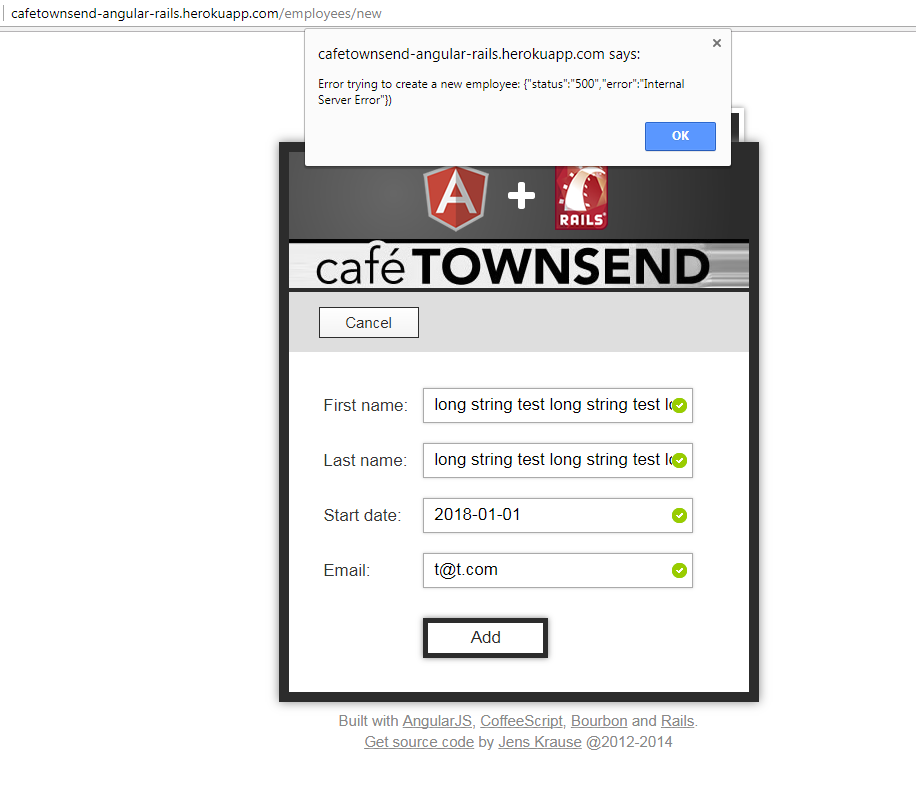 cafetownsend-angular-rails.herokuapp.com/employees/new
cafetownsend-angular-rails.herokuapp.com says:
Error trying to create a new employee: {"status":"500","error":"Internal
Server Error"})
OK
A
RAILS
café TOWNSEND
Cancel
First name: long string test long string test lo
Last name: long string test long string test lo
Start date: 2018-01-01
Email: t@t.com
Add
Built with AngularJS, CoffeeScript, Bourbon and Rails.
Get source code by Jens Krause @2012-2014